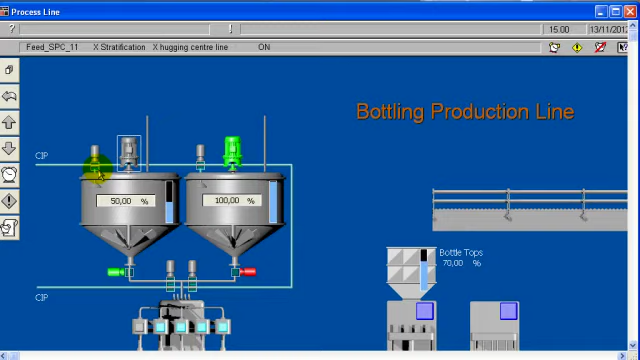 Process Line
? ! 15.00 13/11/201
Feed_SPC_11 X Stratification X hugging centre line ON
Bottling Production Line
CIP
50,00 % 100,00 %
Bottle Tops
70,00 %
CIP